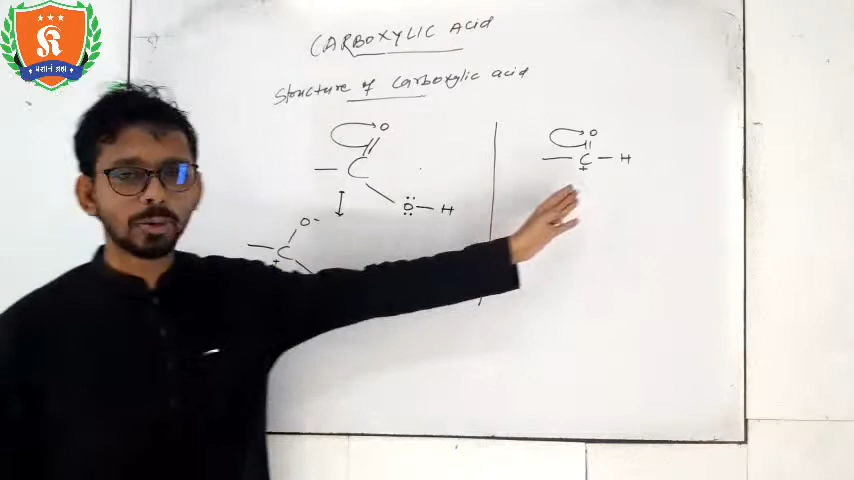 CARBOXYLIC Acid
Structure of Carboxylic acid
O
C
O - H
O-
C
+
O
C - H
+